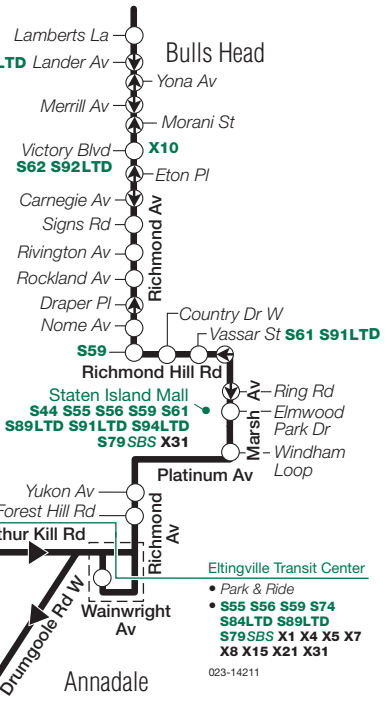 Lamberts La
Bulls Head
LTD Lander Av
Yona Av
Merrill Av
Morani St
Victory Blvd X10
S62 S92LTD
Eton Pl
Carnegie Av
Signs Rd
Richmond Av
Rivington Av
Rockland Av
Draper Pl
Nome Av
Country Dr W
Vassar St S61 S91LTD
S59
Richmond Hill Rd
Staten Island Mall
S44 S55 S56 S59 S61
S89LTD S91LTD S94LTD
S79SBS X31
Marsh Av
Ring Rd
Elmwood
Park Dr
Windham
Loop
Platinum Av
Yukon Av
Forest Hill Rd
Richmond
Av
thur Kill Rd
Wainwright
Av
Drumgoole Rd W
Annadale
Eltingville Transit Center
• Park & Ride
• S55 S56 S59 S74
S84LTD S89LTD
S79SBS X1 X4 X5 X7
X8 X15 X21 X31
023-14211